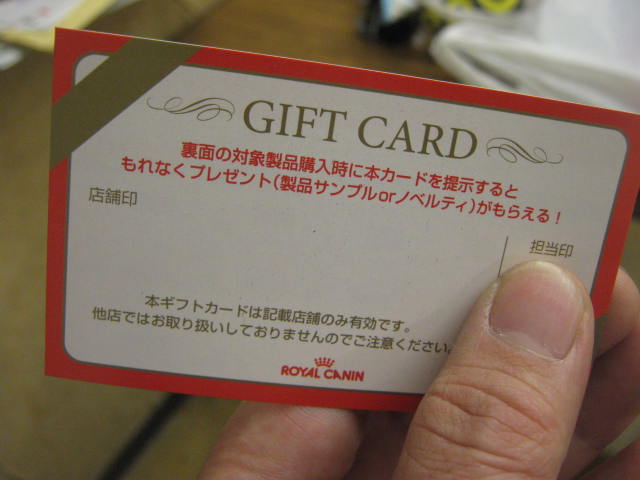 GIFT CARD
裏面の対象製品購入時に本カードを提示すると
もれなくプレゼント(製品サンプルorノベルティ)がもらえる!
店舗印
担当印
本ギフトカードは記載店舗のみ有効です。
他店ではお取り扱いしておりませんのでご注意ください。
ROYAL CANIN